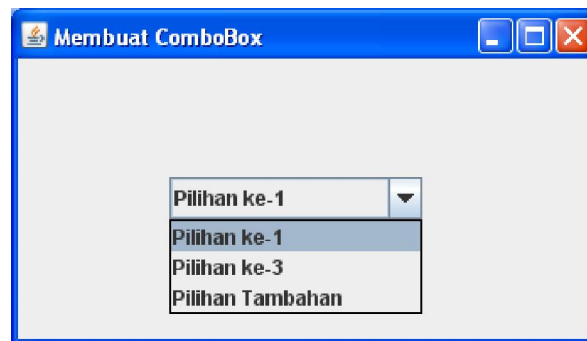 Membuat ComboBox
Pilihan ke-1
Pilihan ke-1
Pilihan ke-3
Pilihan Tambahan